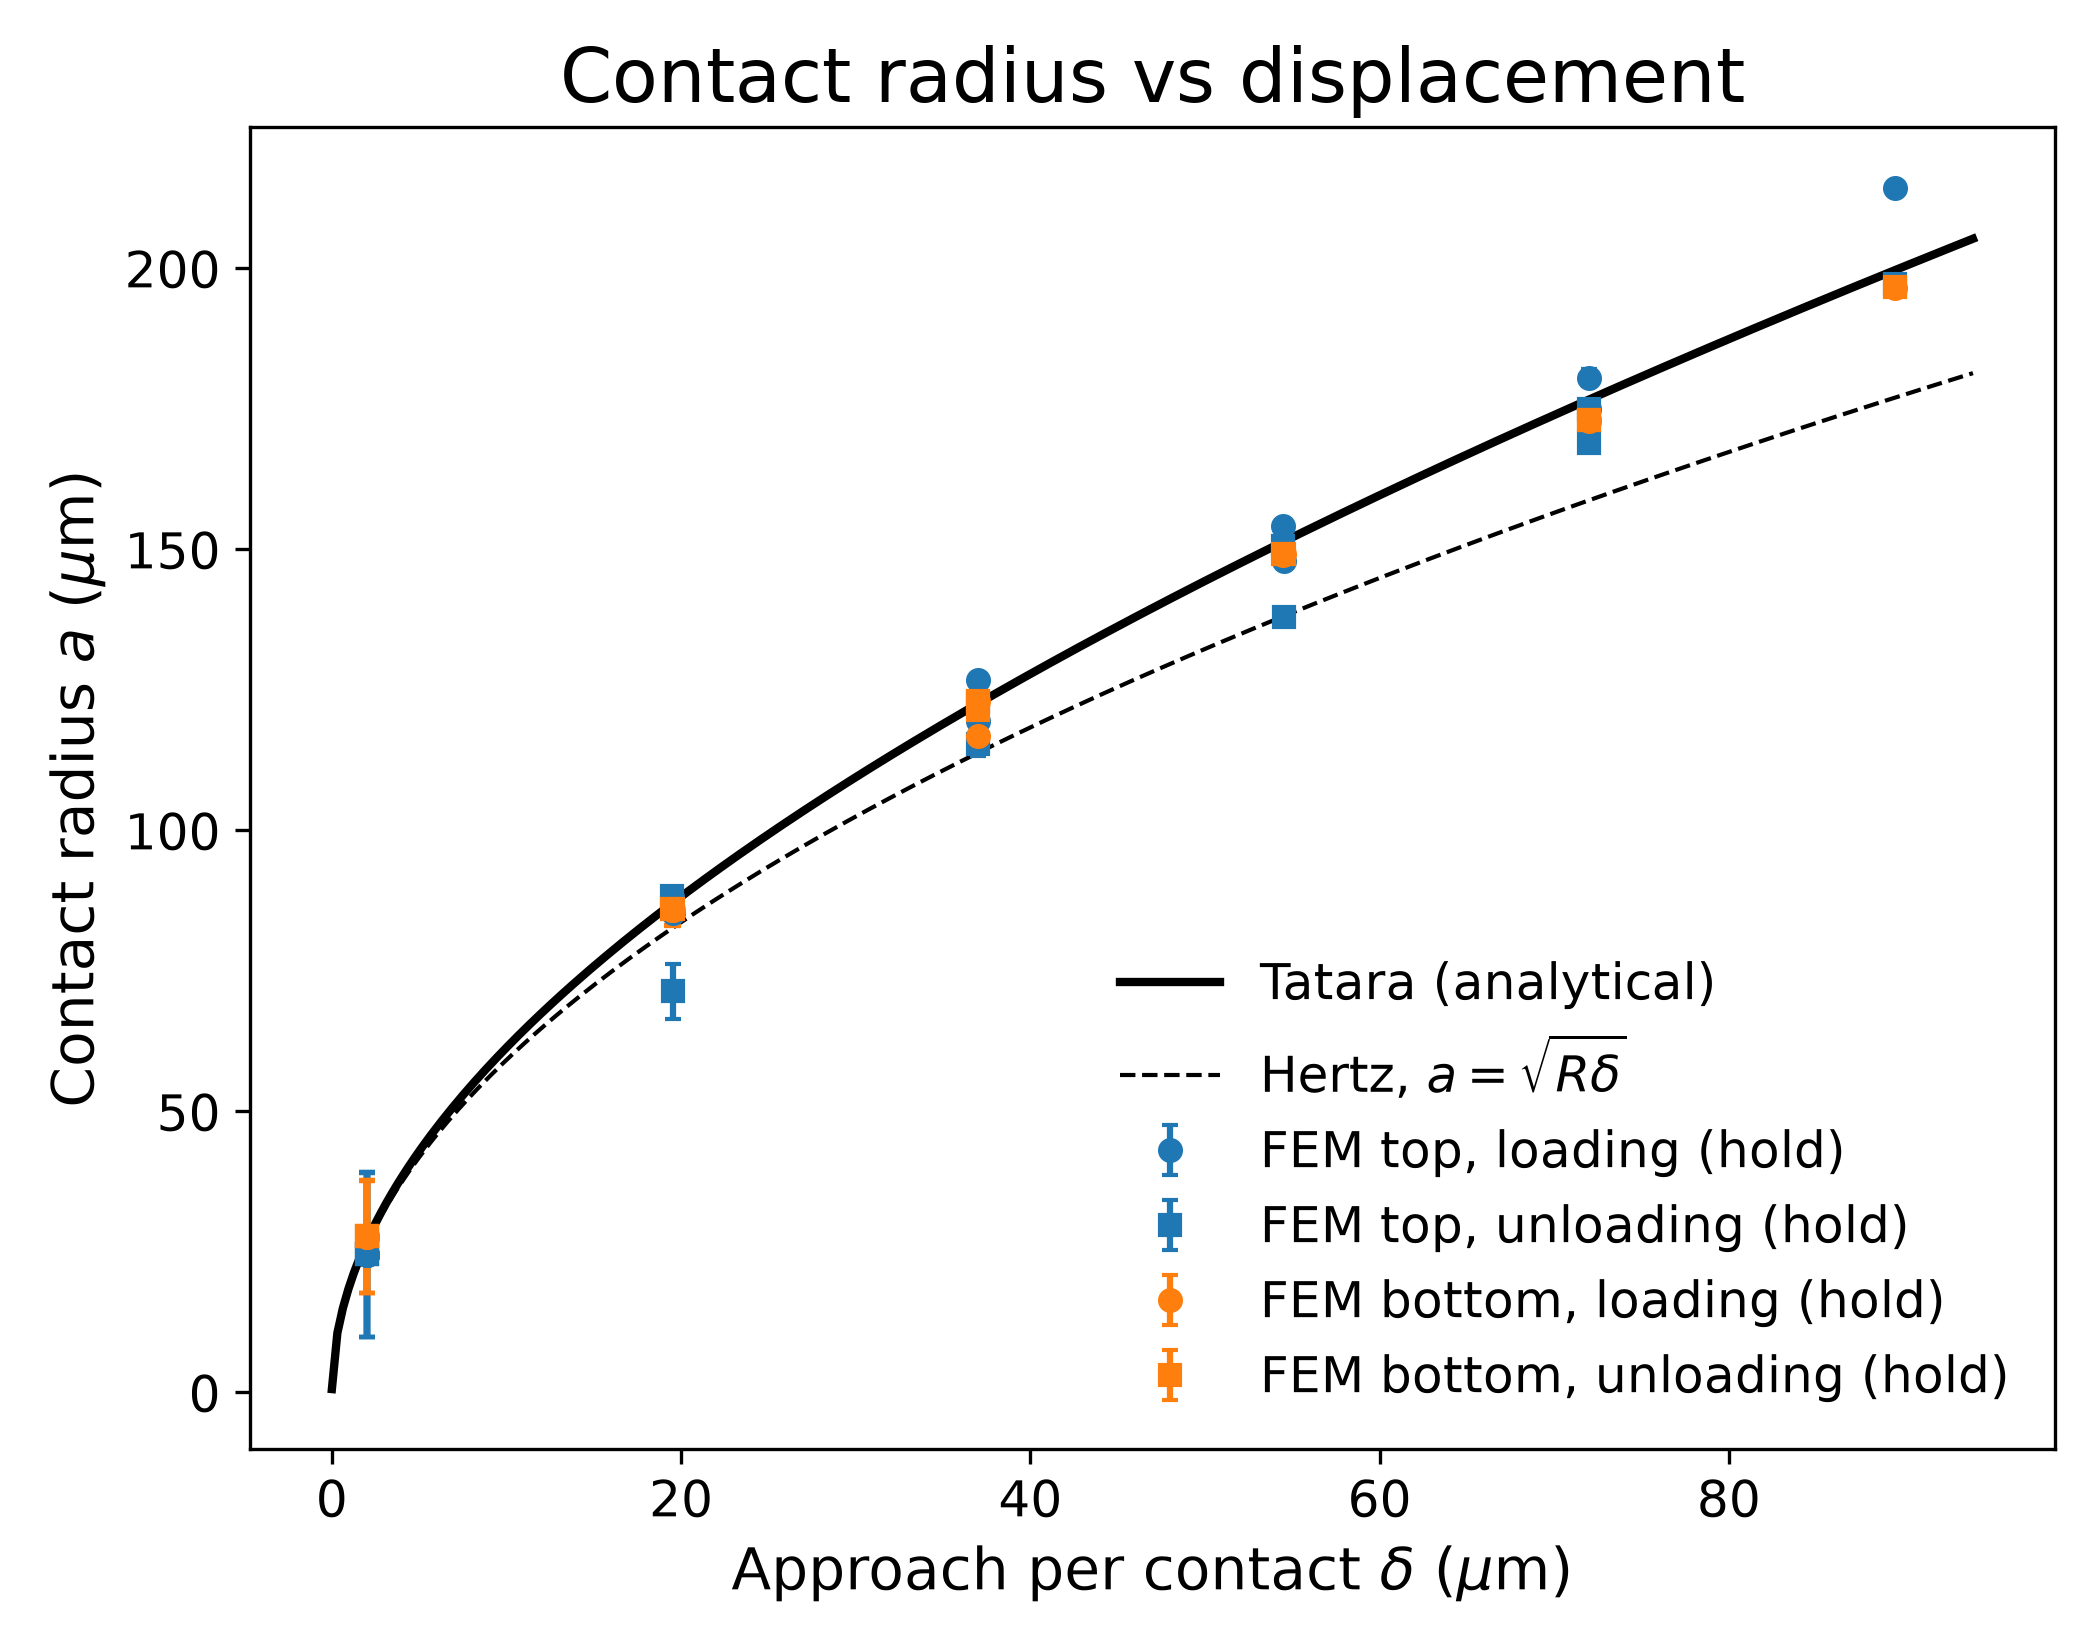 Contact radius vs displacement
Contact radius a (μm)
200
150
100
50
0
Tatara (analytical)
Hertz, a = √Rδ
FEM top, loading (hold)
FEM top, unloading (hold)
FEM bottom, loading (hold)
FEM bottom, unloading (hold)
0 20 40 60 80
Approach per contact δ (μm)